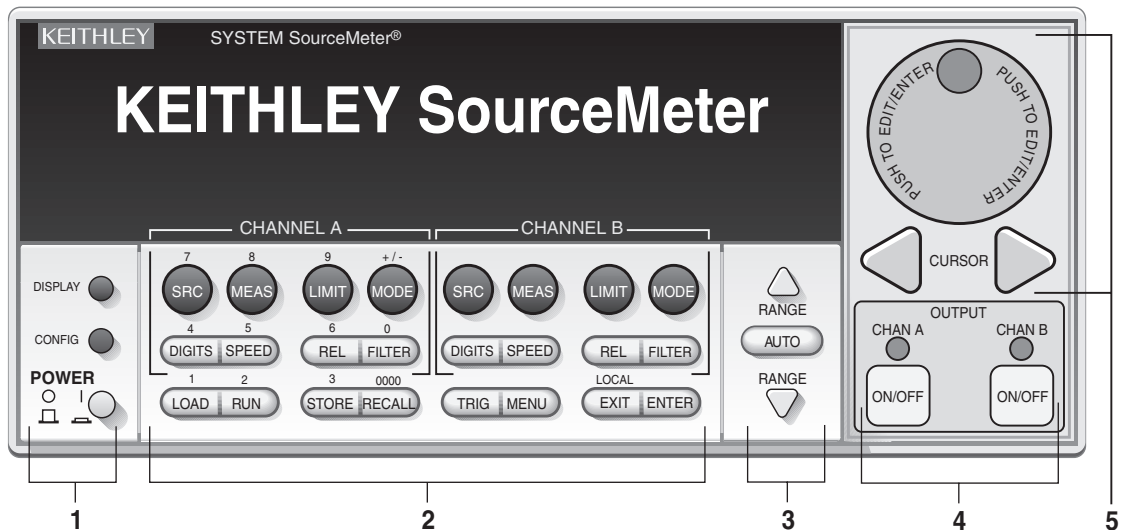 KEITHLEY SYSTEM SourceMeter®
KEITHLEY SourceMeter
PUSH TO EDIT/ENTER
PUSH TO EDIT/ENTER
CHANNEL A CHANNEL B
7 8 9 +/-
SRC MEAS LIMIT MODE SRC MEAS LIMIT MODE
DISPLAY
CURSOR
RANGE
4 5 6 0
CONFIG
DIGITS SPEED REL FILTER DIGITS SPEED REL FILTER
AUTO
OUTPUT
CHAN A CHAN B
POWER
1 2 3 0000 LOCAL
RANGE
LOAD RUN STORE RECALL TRIG MENU EXIT ENTER
ON/OFF ON/OFF
1 2 3 4 5